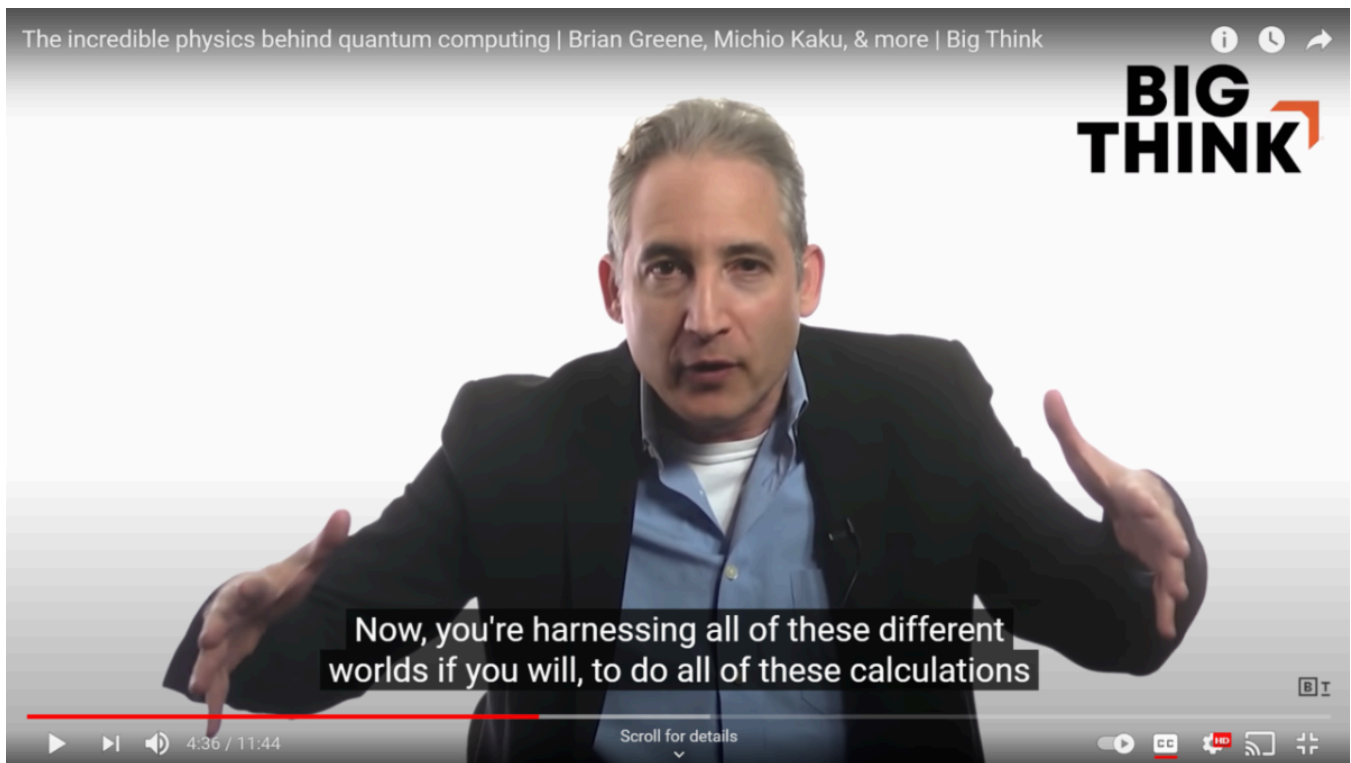 The incredible physics behind quantum computing | Brian Greene, Michio Kaku, & more | Big Think
BIG
THINK
Now, you're harnessing all of these different
worlds if you will, to do all of these calculations
B T
4:36 / 11:44
Scroll for details
CC
HD